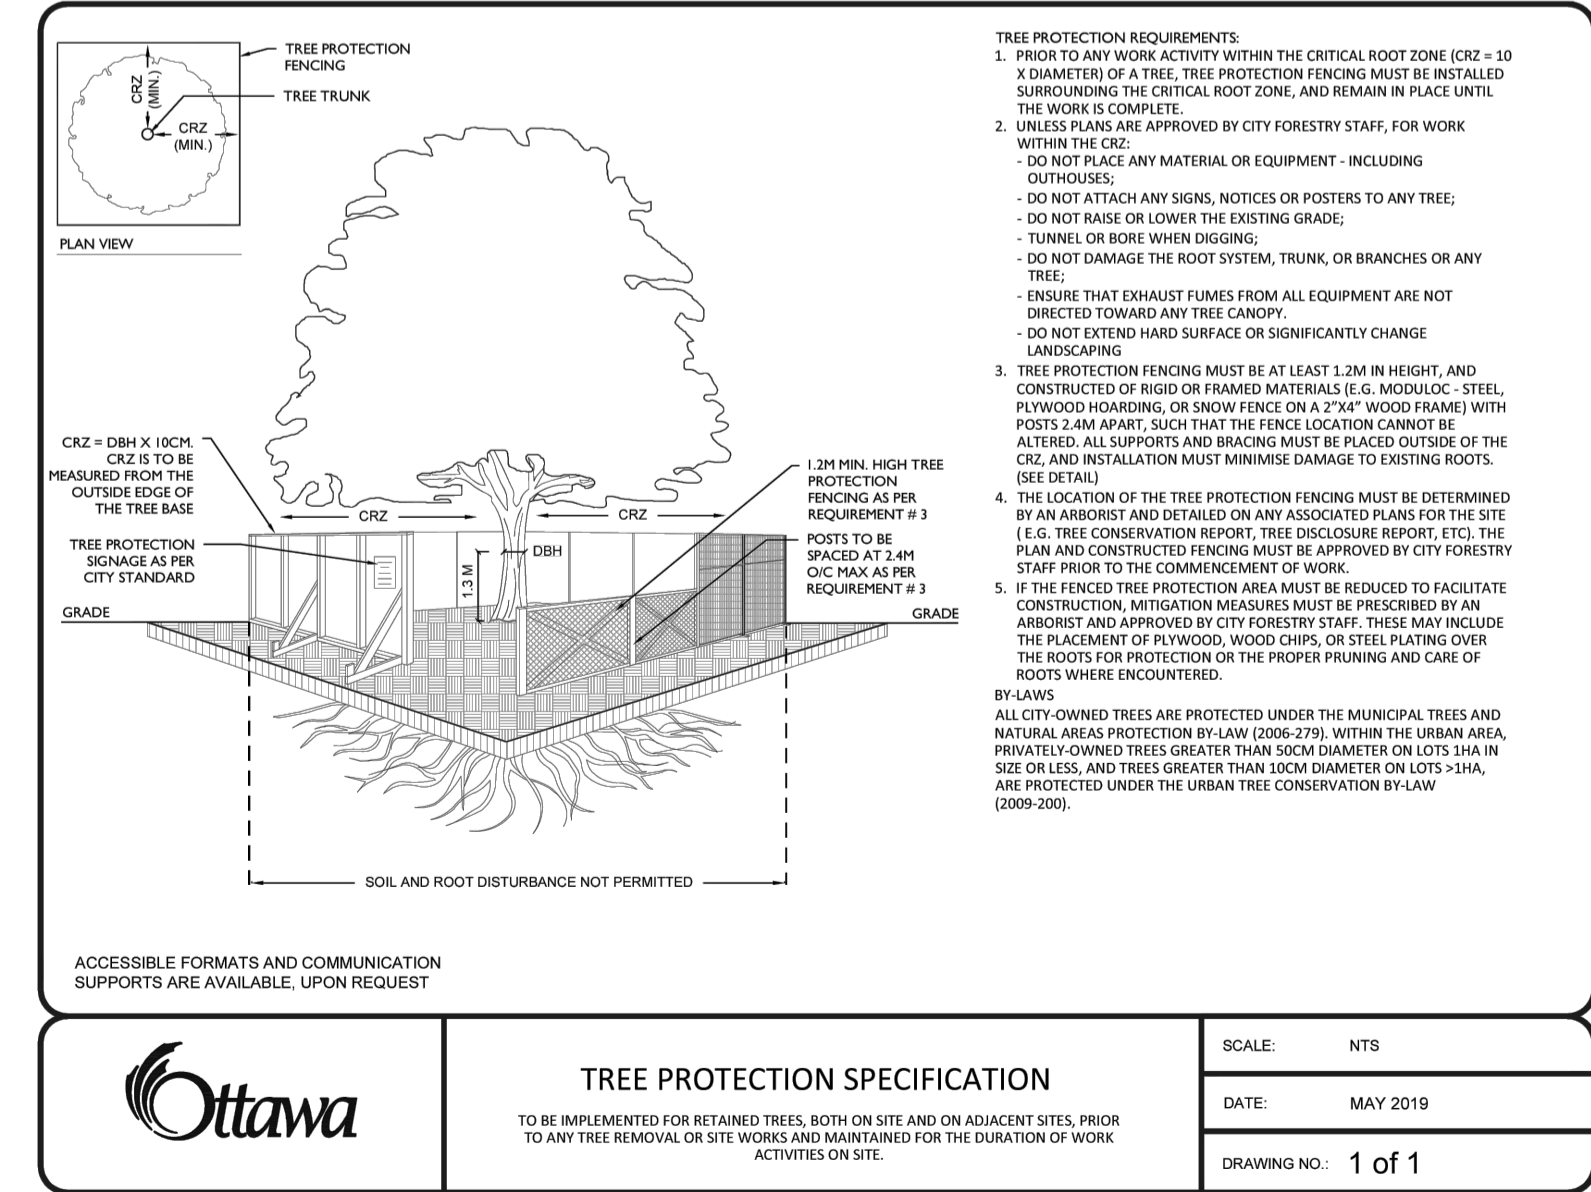 TREE PROTECTION
FENCING
TREE TRUNK
CRZ
(MIN.)
CRZ
(MIN.)
PLAN VIEW
CRZ = DBH X 10CM.
CRZ IS TO BE
MEASURED FROM THE
OUTSIDE EDGE OF
THE TREE BASE
TREE PROTECTION
SIGNAGE AS PER
CITY STANDARD
GRADE
CRZ
CRZ
DBH
1.3 M
1.2M MIN. HIGH TREE
PROTECTION
FENCING AS PER
REQUIREMENT # 3
POSTS TO BE
SPACED AT 2.4M
O/C MAX AS PER
REQUIREMENT # 3
GRADE
SOIL AND ROOT DISTURBANCE NOT PERMITTED
ACCESSIBLE FORMATS AND COMMUNICATION
SUPPORTS ARE AVAILABLE, UPON REQUEST
TREE PROTECTION REQUIREMENTS:
1. PRIOR TO ANY WORK ACTIVITY WITHIN THE CRITICAL ROOT ZONE (CRZ = 10
X DIAMETER) OF A TREE, TREE PROTECTION FENCING MUST BE INSTALLED
SURROUNDING THE CRITICAL ROOT ZONE, AND REMAIN IN PLACE UNTIL
THE WORK IS COMPLETE.
2. UNLESS PLANS ARE APPROVED BY CITY FORESTRY STAFF, FOR WORK
WITHIN THE CRZ:
- DO NOT PLACE ANY MATERIAL OR EQUIPMENT - INCLUDING
OUTHOUSES;
- DO NOT ATTACH ANY SIGNS, NOTICES OR POSTERS TO ANY TREE;
- DO NOT RAISE OR LOWER THE EXISTING GRADE;
- TUNNEL OR BORE WHEN DIGGING;
- DO NOT DAMAGE THE ROOT SYSTEM, TRUNK, OR BRANCHES OR ANY
TREE;
- ENSURE THAT EXHAUST FUMES FROM ALL EQUIPMENT ARE NOT
DIRECTED TOWARD ANY TREE CANOPY.
- DO NOT EXTEND HARD SURFACE OR SIGNIFICANTLY CHANGE
LANDSCAPING
3. TREE PROTECTION FENCING MUST BE AT LEAST 1.2M IN HEIGHT, AND
CONSTRUCTED OF RIGID OR FRAMED MATERIALS (E.G. MODULOC - STEEL,
PLYWOOD HOARDING, OR SNOW FENCE ON A 2”X4” WOOD FRAME) WITH
POSTS 2.4M APART, SUCH THAT THE FENCE LOCATION CANNOT BE
ALTERED. ALL SUPPORTS AND BRACING MUST BE PLACED OUTSIDE OF THE
CRZ, AND INSTALLATION MUST MINIMISE DAMAGE TO EXISTING ROOTS.
(SEE DETAIL)
4. THE LOCATION OF THE TREE PROTECTION FENCING MUST BE DETERMINED
BY AN ARBORIST AND DETAILED ON ANY ASSOCIATED PLANS FOR THE SITE
( E.G. TREE CONSERVATION REPORT, TREE DISCLOSURE REPORT, ETC). THE
PLAN AND CONSTRUCTED FENCING MUST BE APPROVED BY CITY FORESTRY
STAFF PRIOR TO THE COMMENCEMENT OF WORK.
5. IF THE FENCED TREE PROTECTION AREA MUST BE REDUCED TO FACILITATE
CONSTRUCTION, MITIGATION MEASURES MUST BE PRESCRIBED BY AN
ARBORIST AND APPROVED BY CITY FORESTRY STAFF. THESE MAY INCLUDE
THE PLACEMENT OF PLYWOOD, WOOD CHIPS, OR STEEL PLATING OVER
THE ROOTS FOR PROTECTION OR THE PROPER PRUNING AND CARE OF
ROOTS WHERE ENCOUNTERED.
BY-LAWS
ALL CITY-OWNED TREES ARE PROTECTED UNDER THE MUNICIPAL TREES AND
NATURAL AREAS PROTECTION BY-LAW (2006-279). WITHIN THE URBAN AREA,
PRIVATELY-OWNED TREES GREATER THAN 50CM DIAMETER ON LOTS 1HA IN
SIZE OR LESS, AND TREES GREATER THAN 10CM DIAMETER ON LOTS >1HA,
ARE PROTECTED UNDER THE URBAN TREE CONSERVATION BY-LAW
(2009-200).
Ottawa
TREE PROTECTION SPECIFICATION
TO BE IMPLEMENTED FOR RETAINED TREES, BOTH ON SITE AND ON ADJACENT SITES, PRIOR
TO ANY TREE REMOVAL OR SITE WORKS AND MAINTAINED FOR THE DURATION OF WORK
ACTIVITIES ON SITE.
SCALE: NTS
DATE: MAY 2019
DRAWING NO.: 1 of 1